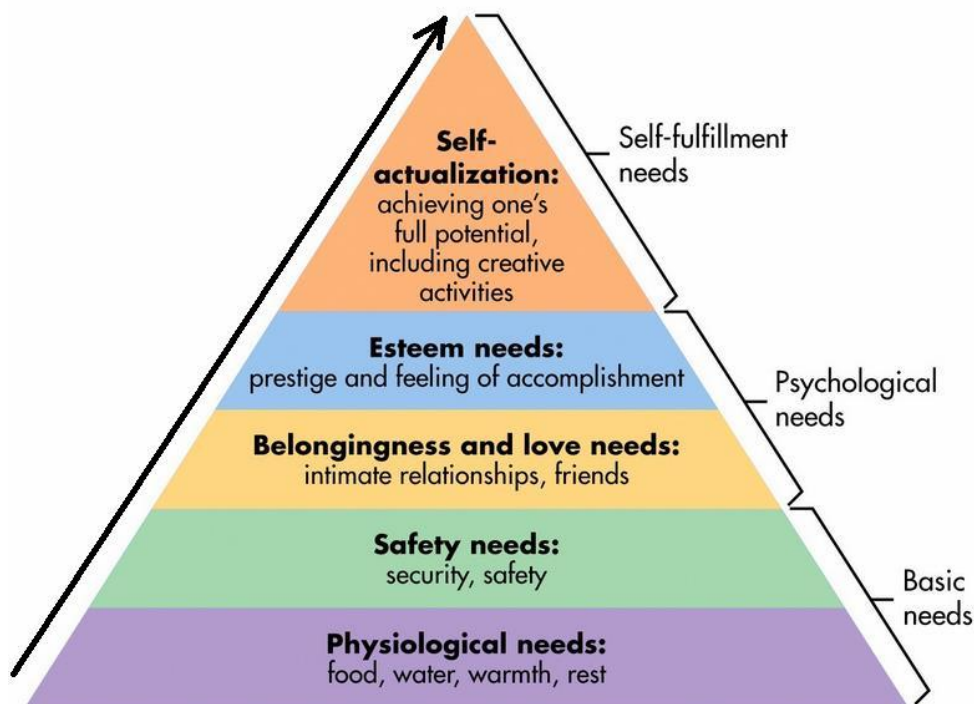 Self-
actualization:
achieving one's
full potential,
including creative
activities
Self-fulfillment
needs
Esteem needs:
prestige and feeling of accomplishment
Psychological
needs
Belongingness and love needs:
intimate relationships, friends
Safety needs:
security, safety
Basic
needs
Physiological needs:
food, water, warmth, rest